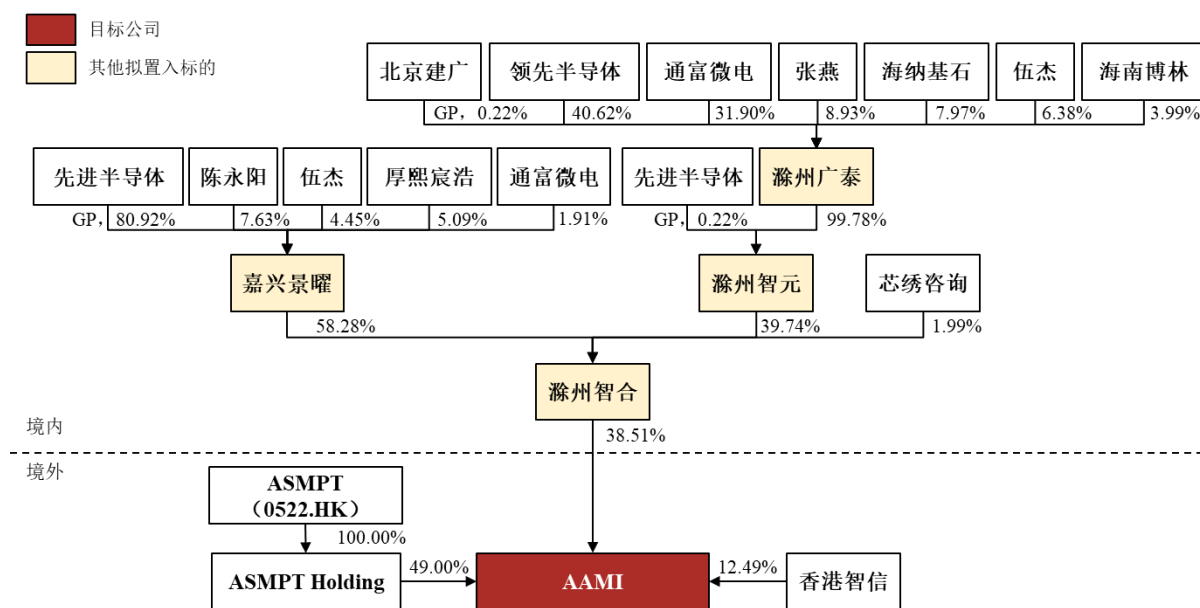 目标公司
其他拟置入标的
北京建广
领先半导体
通富微电
张燕
海纳基石
伍杰
海南博林
GP，0.22%
40.62%
31.90%
8.93%
7.97%
6.38%
3.99%
先进半导体
陈永阳
伍杰
厚熙宸浩
通富微电
先进半导体
滁州广泰
GP，80.92%
7.63%
4.45%
5.09%
1.91%
GP，0.22%
99.78%
嘉兴景曜
滁州智元
芯绣咨询
58.28%
39.74%
1.99%
滁州智合
境内
38.51%
境外
ASMPT
（0522.HK）
100.00%
ASMPT Holding
49.00%
AAMI
12.49%
香港智信